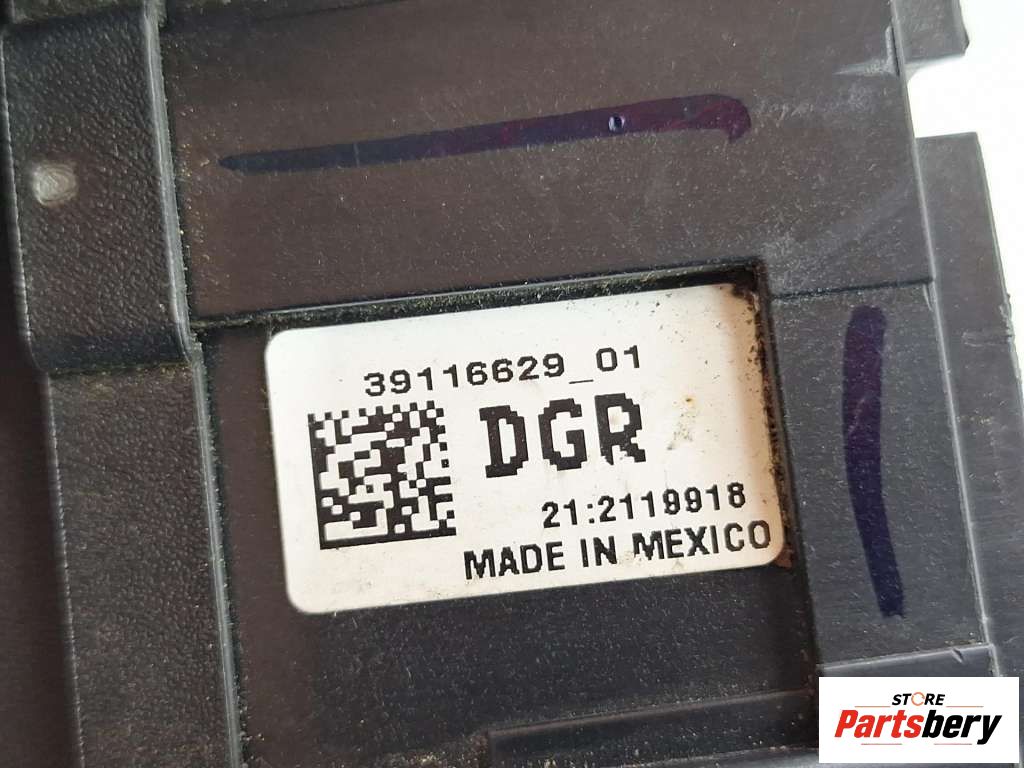 39116629_01
DGR
21:2119918
MADE IN MEXICO
STORE
Partsbery